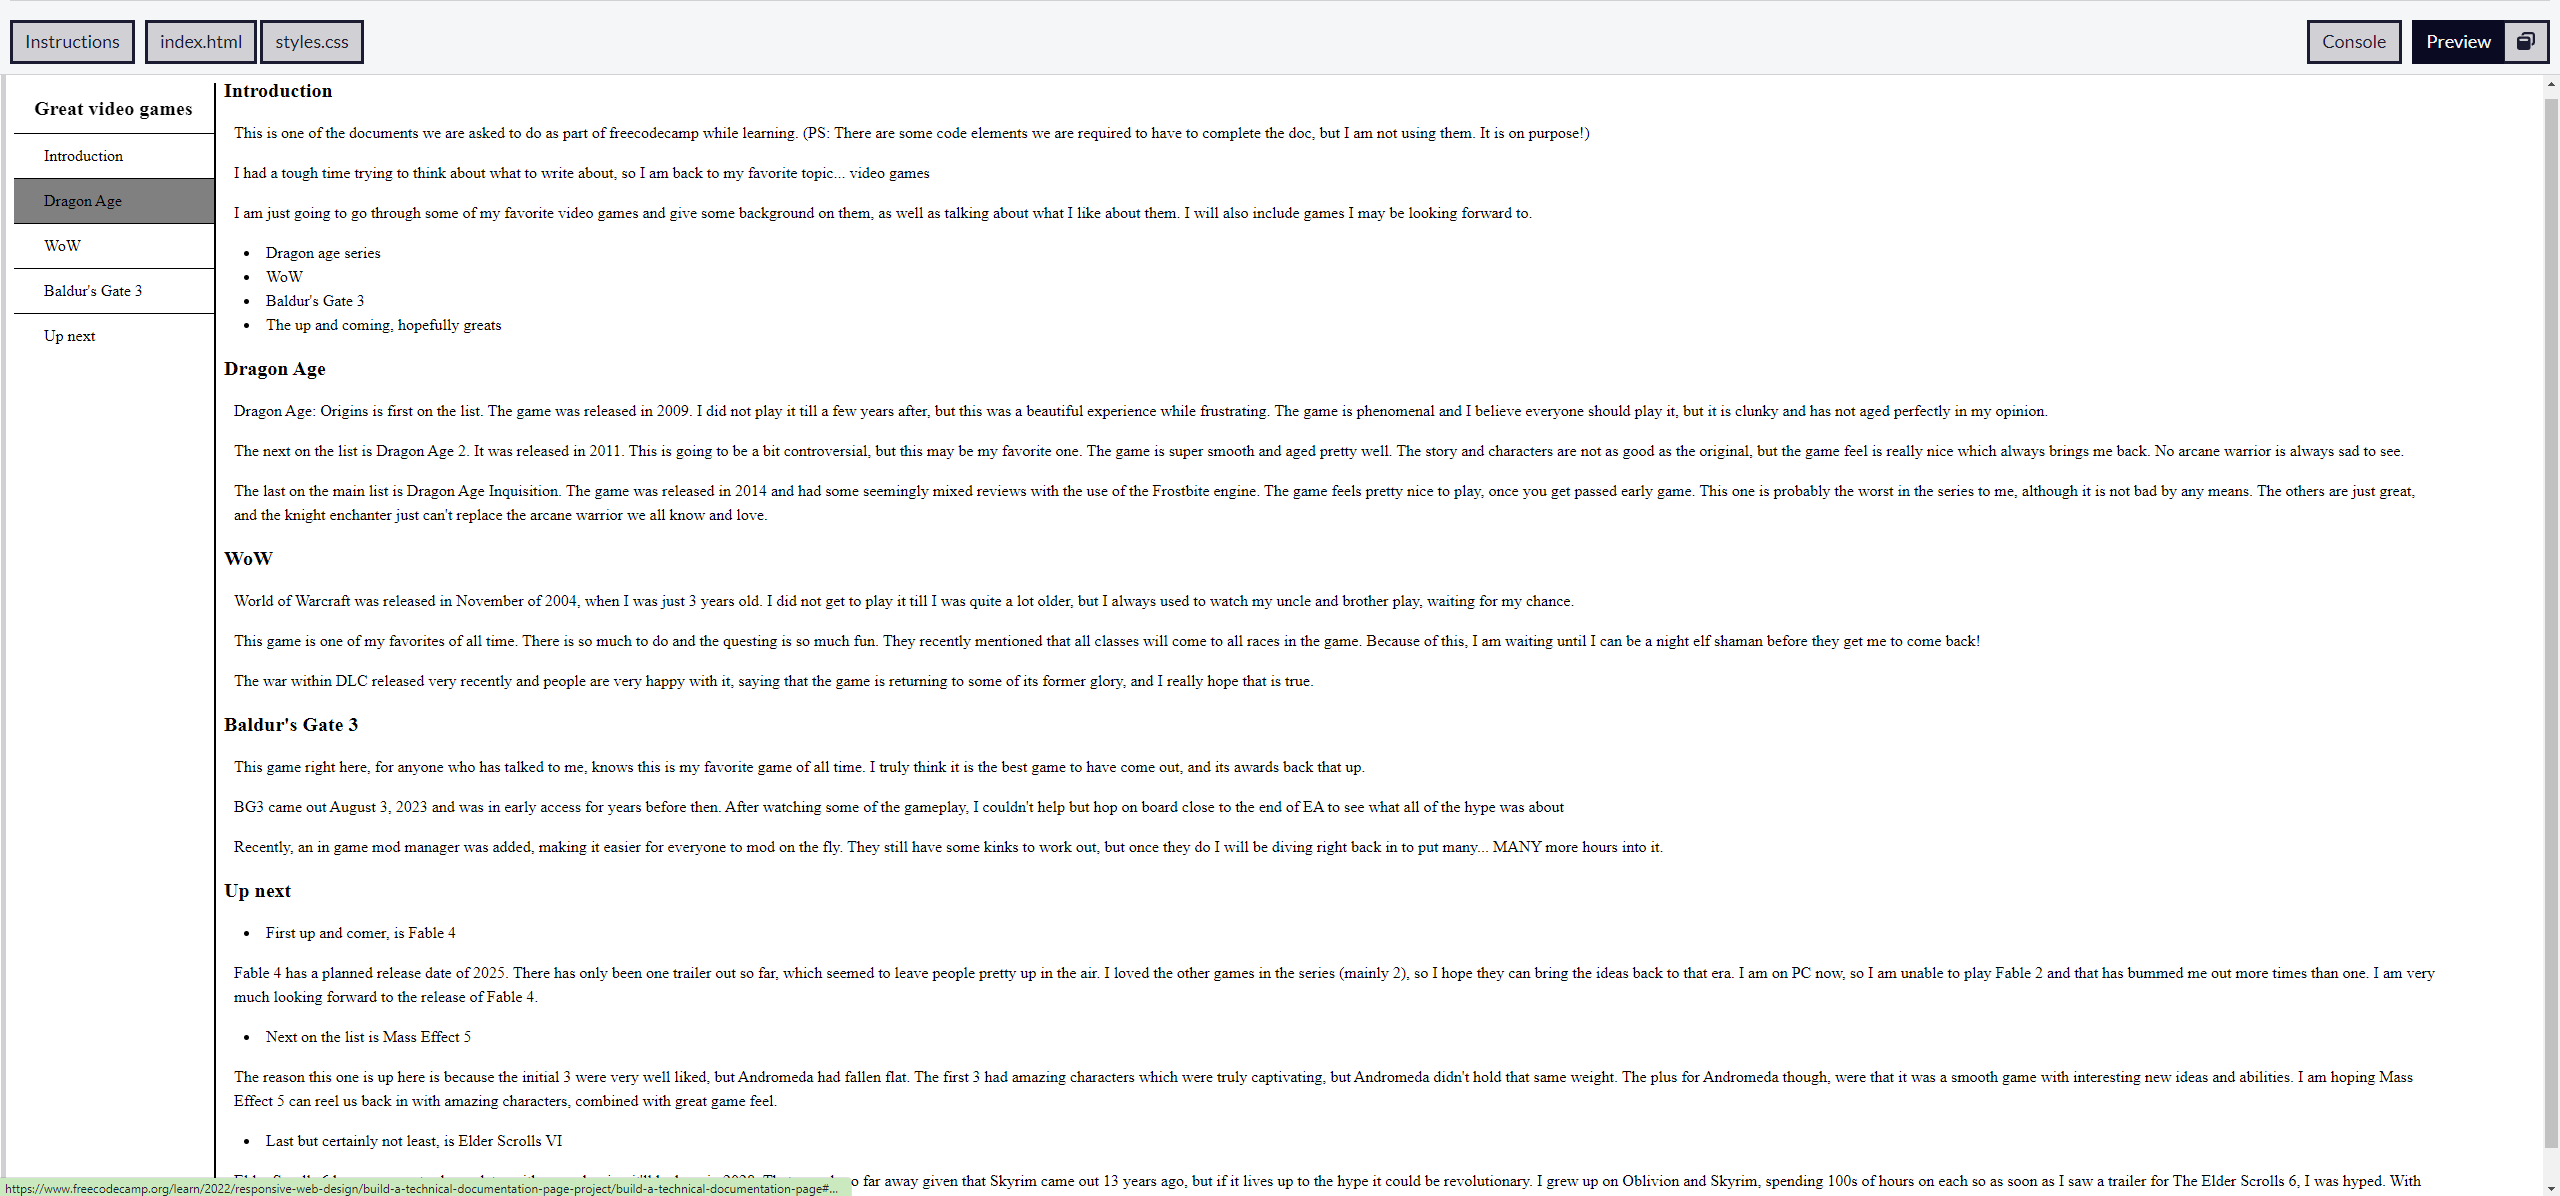 Instructions
index.html
styles.css
Console
Preview
Great video games
Introduction
Dragon Age
WoW
Baldur's Gate 3
Up next
Introduction
This is one of the documents we are asked to do as part of freecodecamp while learning. (PS: There are some code elements we are required to have to complete the doc, but I am not using them. It is on purpose!)
I had a tough time trying to think about what to write about, so I am back to my favorite topic... video games
I am just going to go through some of my favorite video games and give some background on them, as well as talking about what I like about them. I will also include games I may be looking forward to.
• Dragon age series
• WoW
• Baldur's Gate 3
• The up and coming, hopefully greats
Dragon Age
Dragon Age: Origins is first on the list. The game was released in 2009. I did not play it till a few years after, but this was a beautiful experience while frustrating. The game is phenomenal and I believe everyone should play it, but it is clunky and has not aged perfectly in my opinion.
The next on the list is Dragon Age 2. It was released in 2011. This is going to be a bit controversial, but this may be my favorite one. The game is super smooth and aged pretty well. The story and characters are not as good as the original, but the game feel is really nice which always brings me back. No arcane warrior is always sad to see.
The last on the main list is Dragon Age Inquisition. The game was released in 2014 and had some seemingly mixed reviews with the use of the Frostbite engine. The game feels pretty nice to play, once you get passed early game. This one is probably the worst in the series to me, although it is not bad by any means. The others are just great,
and the knight enchanter just can't replace the arcane warrior we all know and love.
WoW
World of Warcraft was released in November of 2004, when I was just 3 years old. I did not get to play it till I was quite a lot older, but I always used to watch my uncle and brother play, waiting for my chance.
This game is one of my favorites of all time. There is so much to do and the questing is so much fun. They recently mentioned that all classes will come to all races in the game. Because of this, I am waiting until I can be a night elf shaman before they get me to come back!
The war within DLC released very recently and people are very happy with it, saying that the game is returning to some of its former glory, and I really hope that is true.
Baldur's Gate 3
This game right here, for anyone who has talked to me, knows this is my favorite game of all time. I truly think it is the best game to have come out, and its awards back that up.
BG3 came out August 3, 2023 and was in early access for years before then. After watching some of the gameplay, I couldn't help but hop on board close to the end of EA to see what all of the hype was about
Recently, an in game mod manager was added, making it easier for everyone to mod on the fly. They still have some kinks to work out, but once they do I will be diving right back in to put many... MANY more hours into it.
Up next
• First up and comer, is Fable 4
Fable 4 has a planned release date of 2025. There has only been one trailer out so far, which seemed to leave people pretty up in the air. I loved the other games in the series (mainly 2), so I hope they can bring the ideas back to that era. I am on PC now, so I am unable to play Fable 2 and that has bummed me out more times than one. I am very
much looking forward to the release of Fable 4.
• Next on the list is Mass Effect 5
The reason this one is up here is because the initial 3 were very well liked, but Andromeda had fallen flat. The first 3 had amazing characters which were truly captivating, but Andromeda didn't hold that same weight. The plus for Andromeda though, were that it was a smooth game with interesting new ideas and abilities. I am hoping Mass
Effect 5 can reel us back in with amazing characters, combined with great game feel.
• Last but certainly not least, is Elder Scrolls VI
so far away given that Skyrim came out 13 years ago, but if it lives up to the hype it could be revolutionary. I grew up on Oblivion and Skyrim, spending 100s of hours on each so as soon as I saw a trailer for The Elder Scrolls 6, I was hyped. With
https://www.freecodecamp.org/learn/2022/responsive-web-design/build-a-technical-documentation-page-project/build-a-technical-documentation-page#...